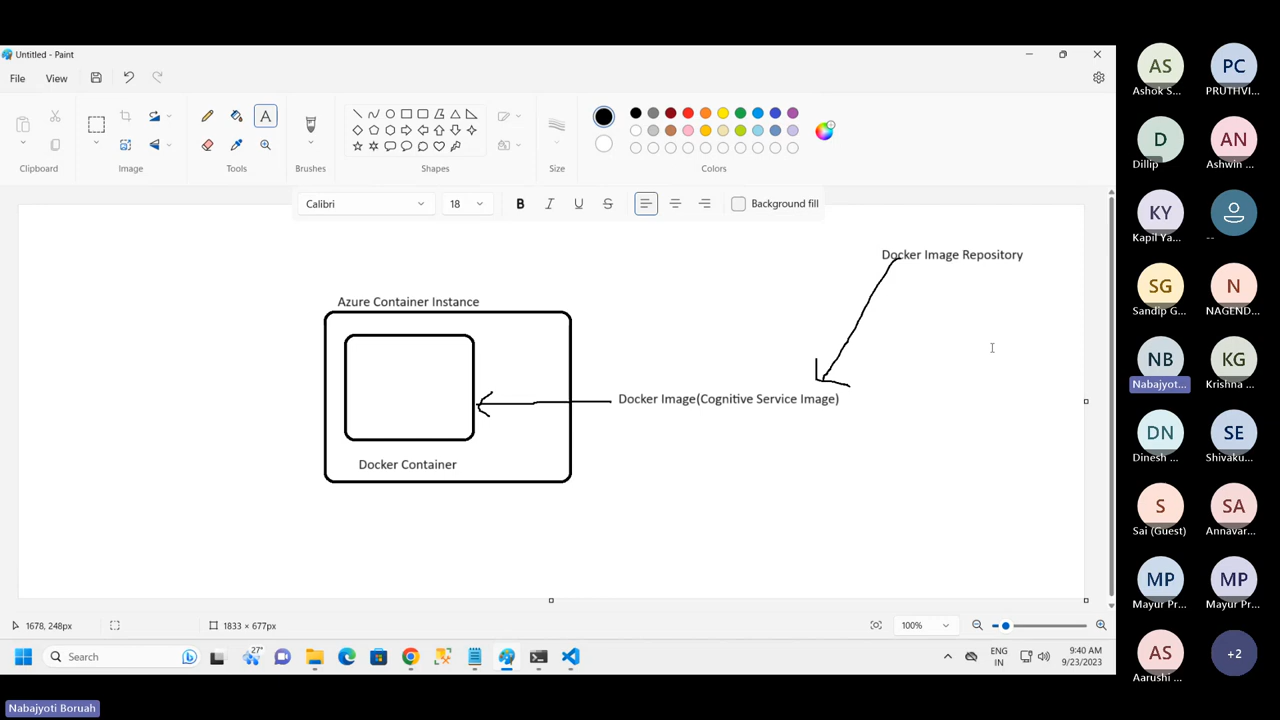 Untitled - Paint
File
View
A
Clipboard
Image
Tools
Brushes
Shapes
Size
Colors
Calibri
18
B
I
U
S
Background fill
Docker Image Repository
Azure Container Instance
Docker Image(Cognitive Service Image)
Docker Container
1678, 248px
1833 × 677px
100%
Search
27°
ENG
IN
9:40 AM
9/23/2023
AS
Ashok S...
PC
PRUTHVI...
D
Dillip
AN
Ashwin ...
KY
Kapil Ya...
--
SG
Sandip G...
N
NAGEND...
NB
Nabajyot...
KG
Krishna ...
DN
Dinesh ...
SE
Shivaku...
S
Sai (Guest)
SA
Annavar...
MP
Mayur Pr...
MP
Mayur Pr...
AS
Aarushi ...
+2
Nabajyoti Boruah